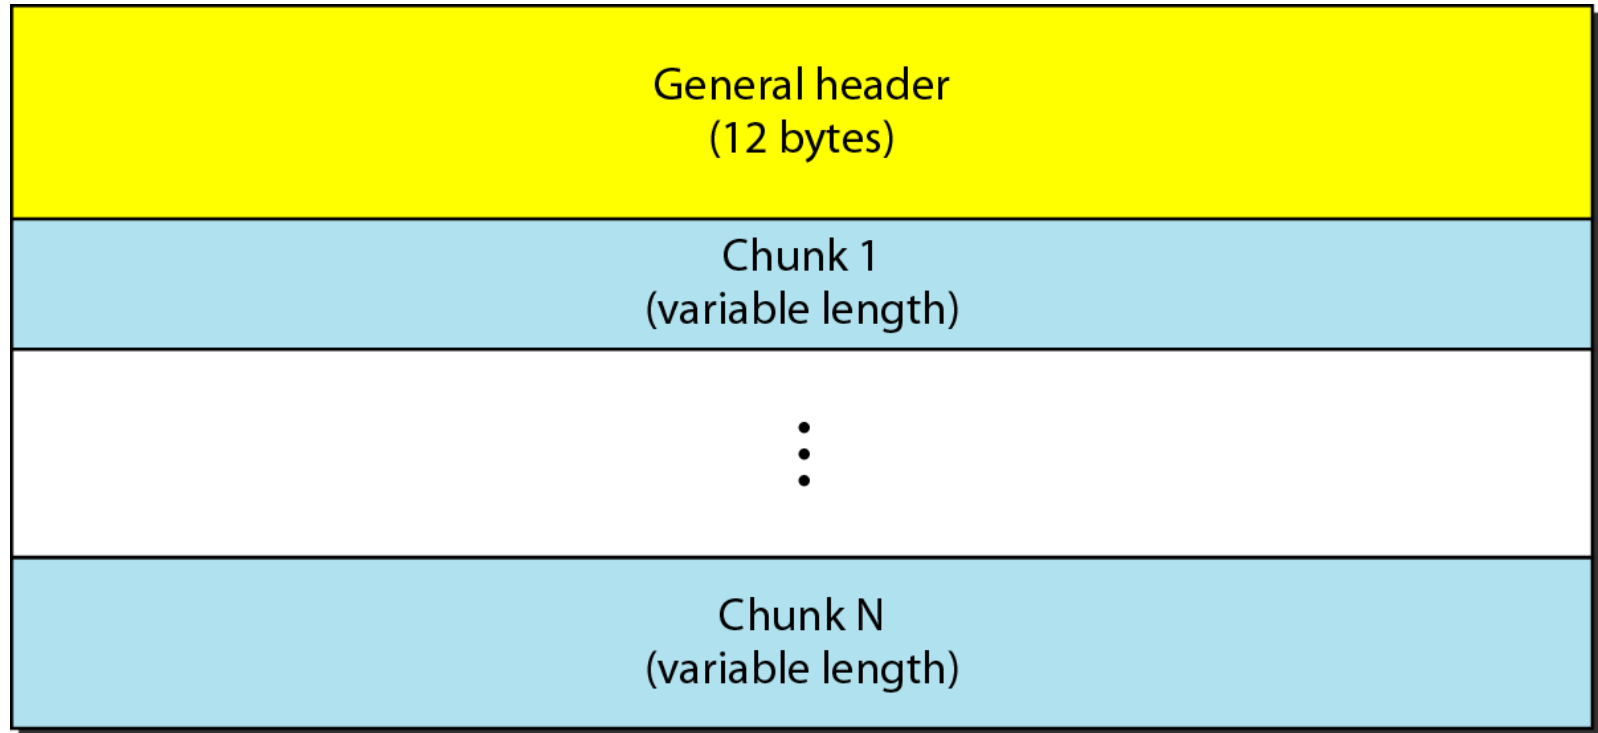 General header
(12 bytes)
Chunk 1
(variable length)
Chunk N
(variable length)